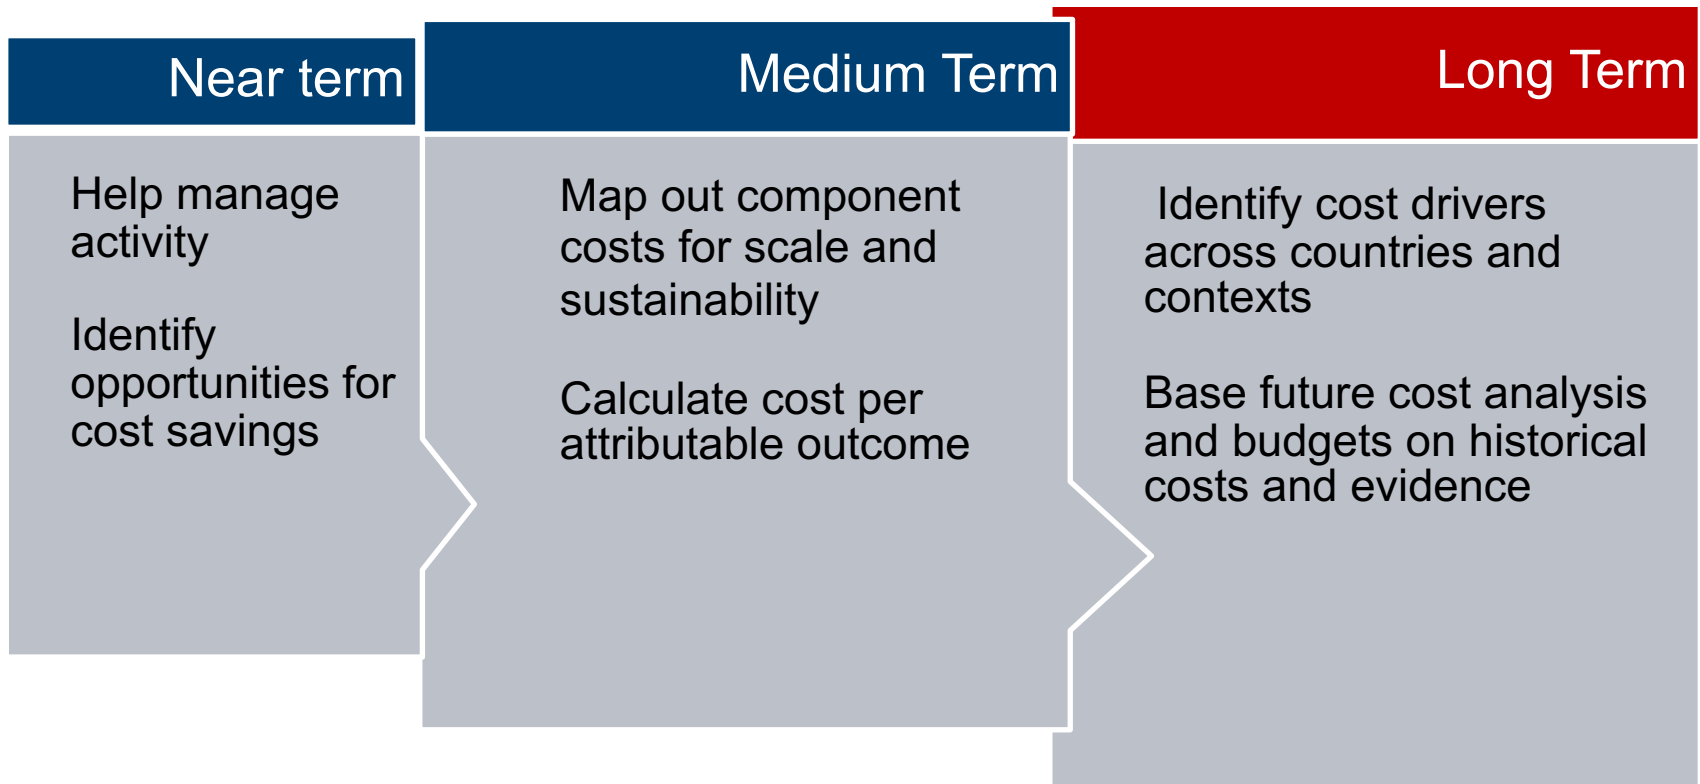 Near term
Help manage
activity
Identify
opportunities for
cost savings
Medium Term
Map out component
costs for scale and
sustainability
Calculate cost per
attributable outcome
Long Term
Identify cost drivers
across countries and
contexts
Base future cost analysis
and budgets on historical
costs and evidence